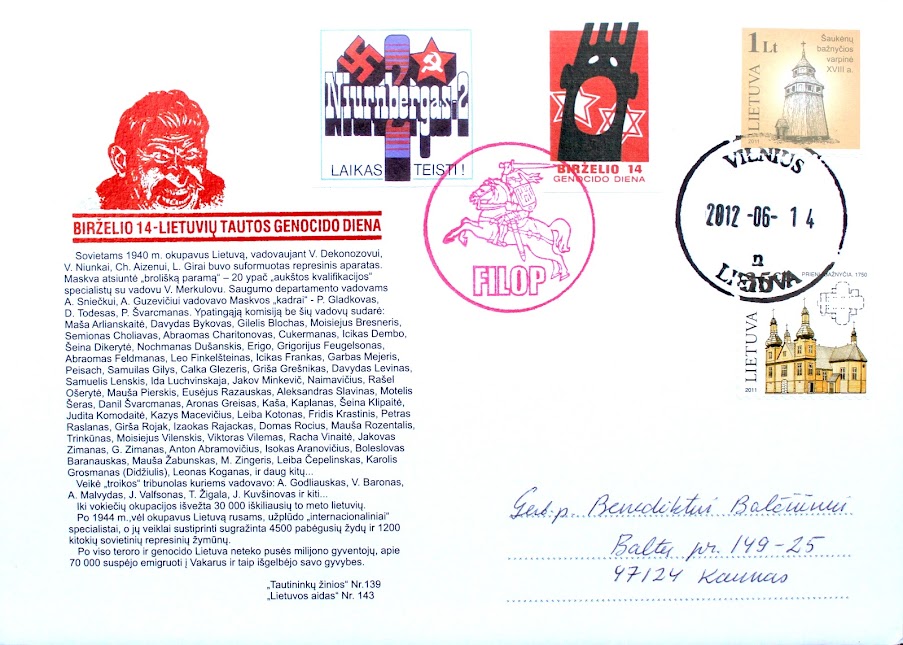 Niurnbergas-2
LAIKAS TEISTI!
BIRŽELIO 14
GENOCIDO DIENA
1 Lt
Šaukėnų
bažnyčios
varpinė
XVIII a.
LIETUVA
2011
VILNIUS
2012 -06- 14
n
LIETUVA
FILOP
PRIENŲ BAŽNYČIA. 1750
LIETUVA
2011
BIRŽELIO 14-LIETUVIŲ TAUTOS GENOCIDO DIENA
Sovietams 1940 m. okupavus Lietuvą, vadovaujant V. Dekonozovui,
V. Niunkai, Ch. Aizenui, L. Girai buvo suformuotas represinis aparatas.
Maskva atsiuntė „brolišką paramą" – 20 ypač „aukštos kvalifikacijos"
specialistų su vadovu V. Merkulovu. Saugumo departamento vadovams
A. Sniečkui, A. Guzevičiui vadovavo Maskvos „kadrai" - P. Gladkovas,
D. Todesas, P. Švarcmanas. Ypatingąją komisiją be šių vadovų sudarė:
Maša Arlianskaitė, Davydas Bykovas, Gilelis Blochas, Moisiejus Bresneris,
Semionas Choliavas, Abraomas Charitonovas, Cukermanas, Icikas Dembo,
Šeina Dikerytė, Nochmanas Dušanskis, Erigo, Grigorijus Feugelsonas,
Abraomas Feldmanas, Leo Finkelšteinas, Icikas Frankas, Garbas Mejeris,
Peisach, Samuilas Gilys, Calka Glezeris, Griša Grešnikas, Davydas Levinas,
Samuelis Lenskis, Ida Luchvinskaja, Jakov Minkevič, Naimavičius, Rašel
Ošerytė, Mauša Pierskis, Eusėjus Razauskas, Aleksandras Slavinas, Motelis
Šeras, Danil Švarcmanas, Aronas Greisas, Kaša, Kaplanas, Šeina Klipaitė,
Judita Komodaitė, Kazys Macevičius, Leiba Kotonas, Fridis Krastinis, Petras
Raslanas, Girša Rojak, Izaokas Rajackas, Domas Rocius, Mauša Rozentalis,
Trinkūnas, Moisiejus Vilenskis, Viktoras Vilemas, Racha Vinaitė, Jakovas
Zimanas, G. Zimanas, Anton Abramovičius, Isokas Aranovičius, Boleslovas
Baranauskas, Mauša Žabunskas, M. Zingeris, Leiba Čepelinskas, Karolis
Grosmanas (Didžiulis), Leonas Koganas, ir daug kitų...
Veikė „troikos" tribunolas kuriems vadovavo: A. Godliauskas, V. Baronas,
A. Malvydas, J. Valfsonas, T. Žigala, J. Kuvšinovas ir kiti...
Iki vokiečių okupacijos išvežta 30 000 iškiliausių to meto lietuvių.
Po 1944 m.,vėl okupavus Lietuvą rusams, užplūdo „internacionaliniai"
specialistai, o jų veiklai sustiprinti sugražinta 4500 pabėgusių žydų ir 1200
kitokių sovietinių represinių žymūnų.
Po viso teroro ir genocido Lietuva neteko pusės milijono gyventojų, apie
70 000 suspėjo emigruoti į Vakarus ir taip išgelbėjo savo gyvybes.
„Tautininkų žinios" Nr.139
„Lietuvos aidas" Nr. 143
Gerb. p. Benediktui Balčiūnui
Baltų pr. 149-25
47124 Kaunas